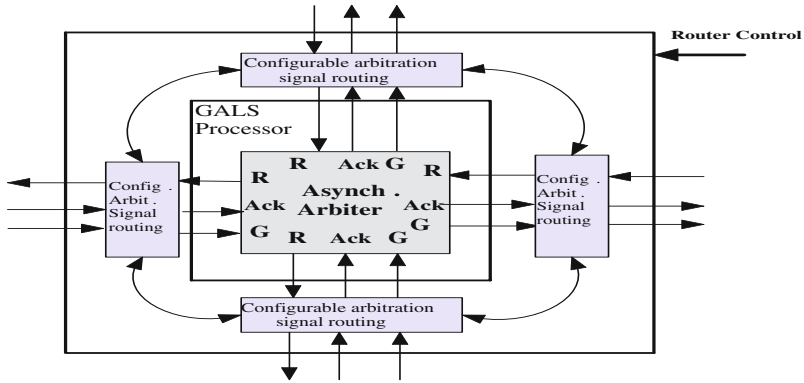 Router Control
Configurable arbitration
signal routing
GALS
Processor
R Ack G
R R
Asynch .
Arbiter
Ack Ack
G G
R Ack G
Config .
Arbit .
Signal
routing
Config .
Arbit .
Signal
routing
Configurable arbitration
signal routing